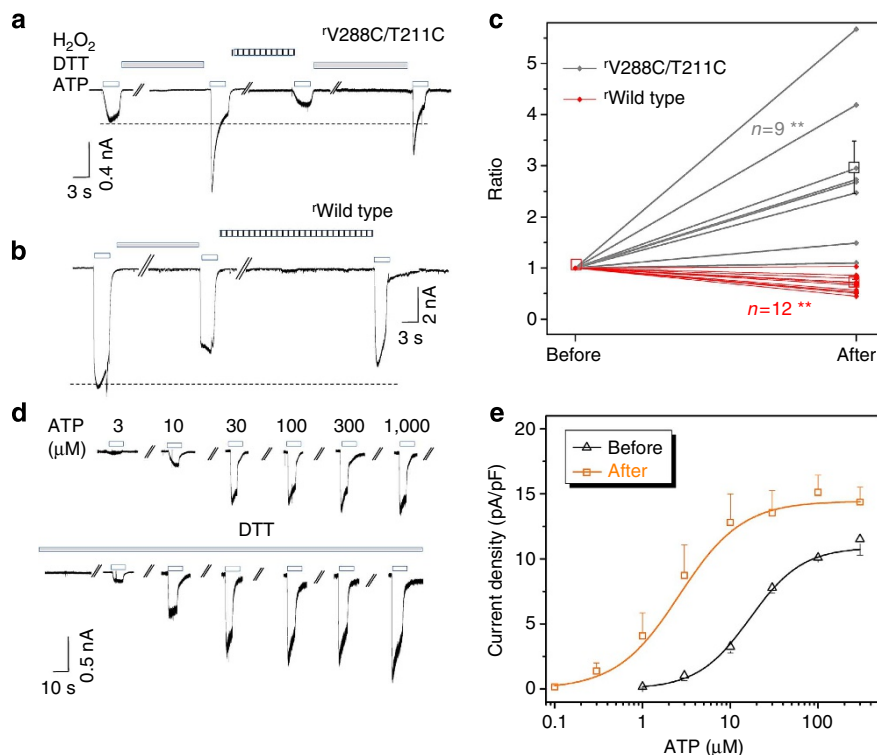 a
H2O2
DTT
ATP
rV288C/T211C
0.4 nA
3 s
b
rWild type
2 nA
3 s
c
Ratio
6
5
4
3
2
1
0
rV288C/T211C
rWild type
n=9 **
n=12 **
Before
After
d
ATP 3 10 30 100 300 1,000
(μM)
DTT
0.5 nA
10 s
e
Current density (pA/pF)
20
15
10
5
0
Before
After
0.1 1 10 100
ATP (μM)